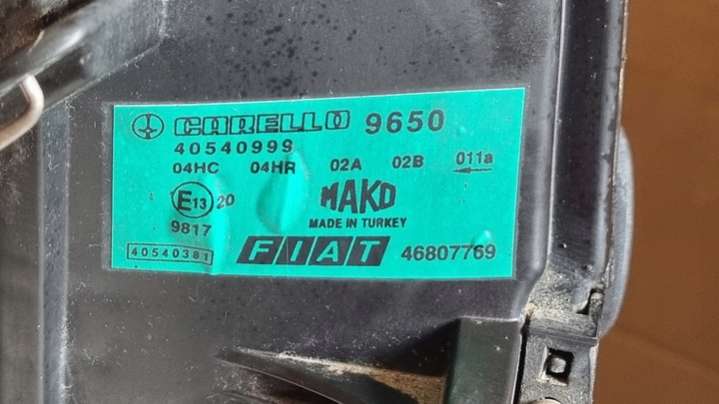 CARELLO 9650
40540999
04HC 04HR 02A 02B 011a
E13 20
MAKO
9817
MADE IN TURKEY
40540381
FIAT 46807769